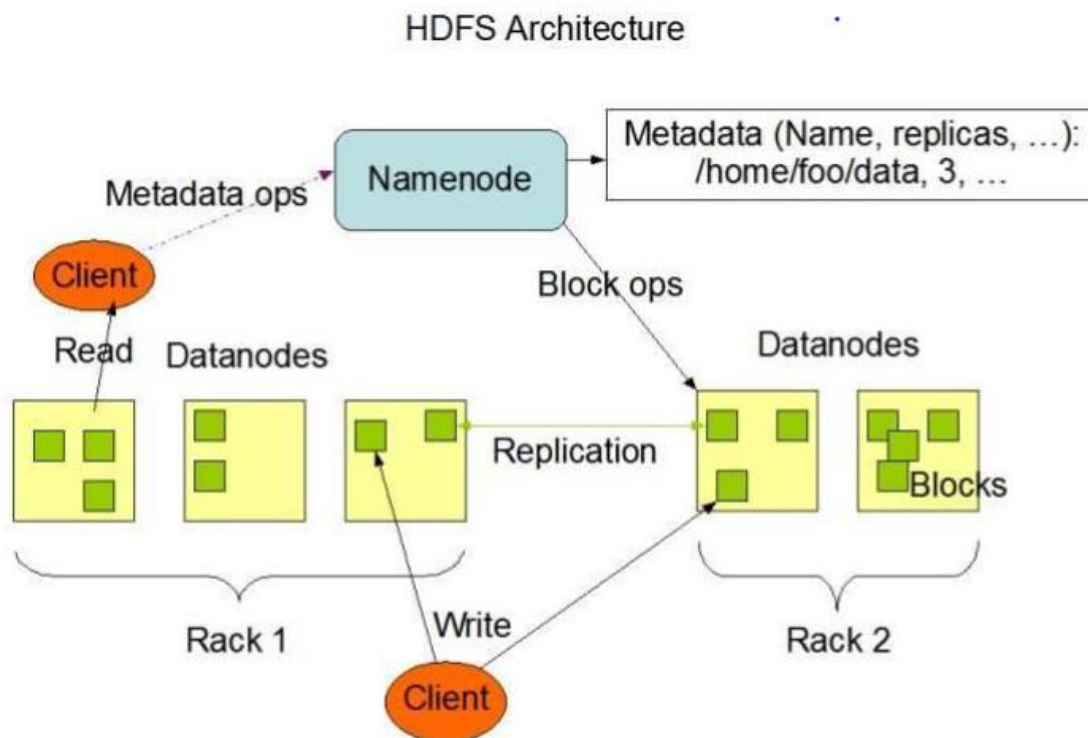 HDFS Architecture
Metadata (Name, replicas, ...):
/home/foo/data, 3, ...
Namenode
Metadata ops
Client
Block ops
Read
Datanodes
Datanodes
Replication
Blocks
Rack 1
Write
Rack 2
Client